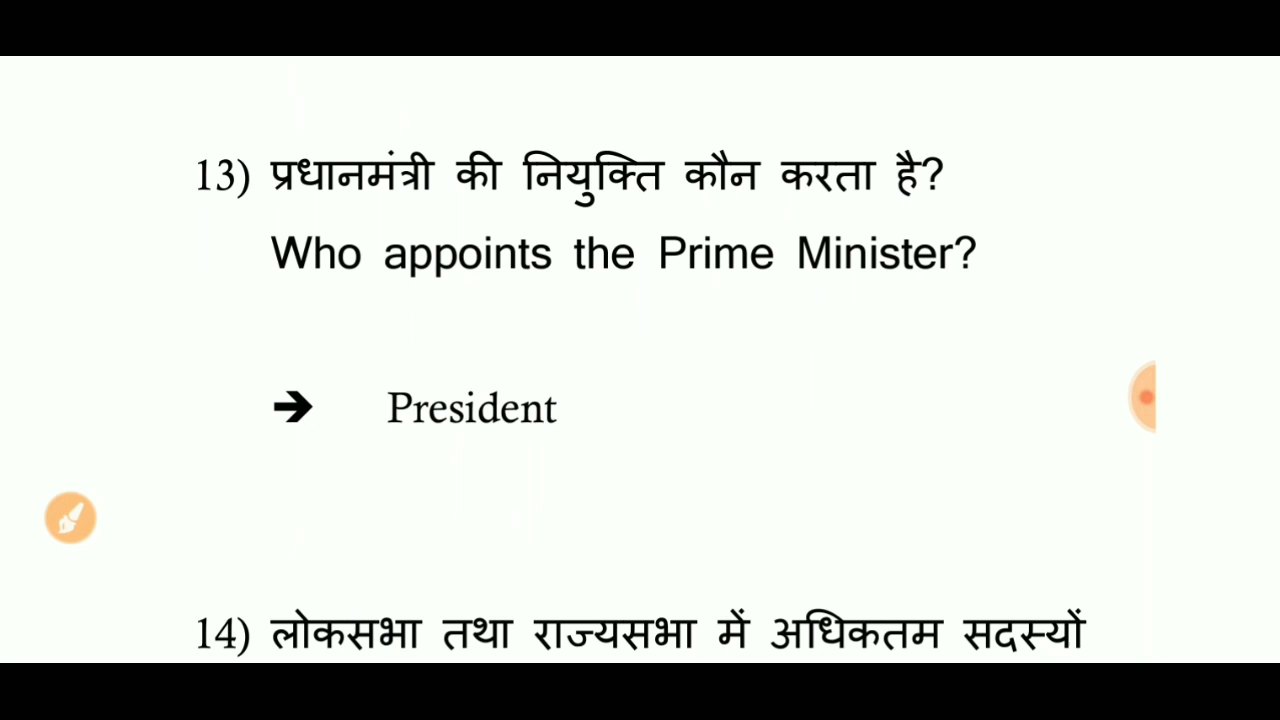 13) प्रधानमंत्री की नियुक्ति कौन करता है?
Who appoints the Prime Minister?
➔ President
14) लोकसभा तथा राज्यसभा में अधिकतम सदस्यों